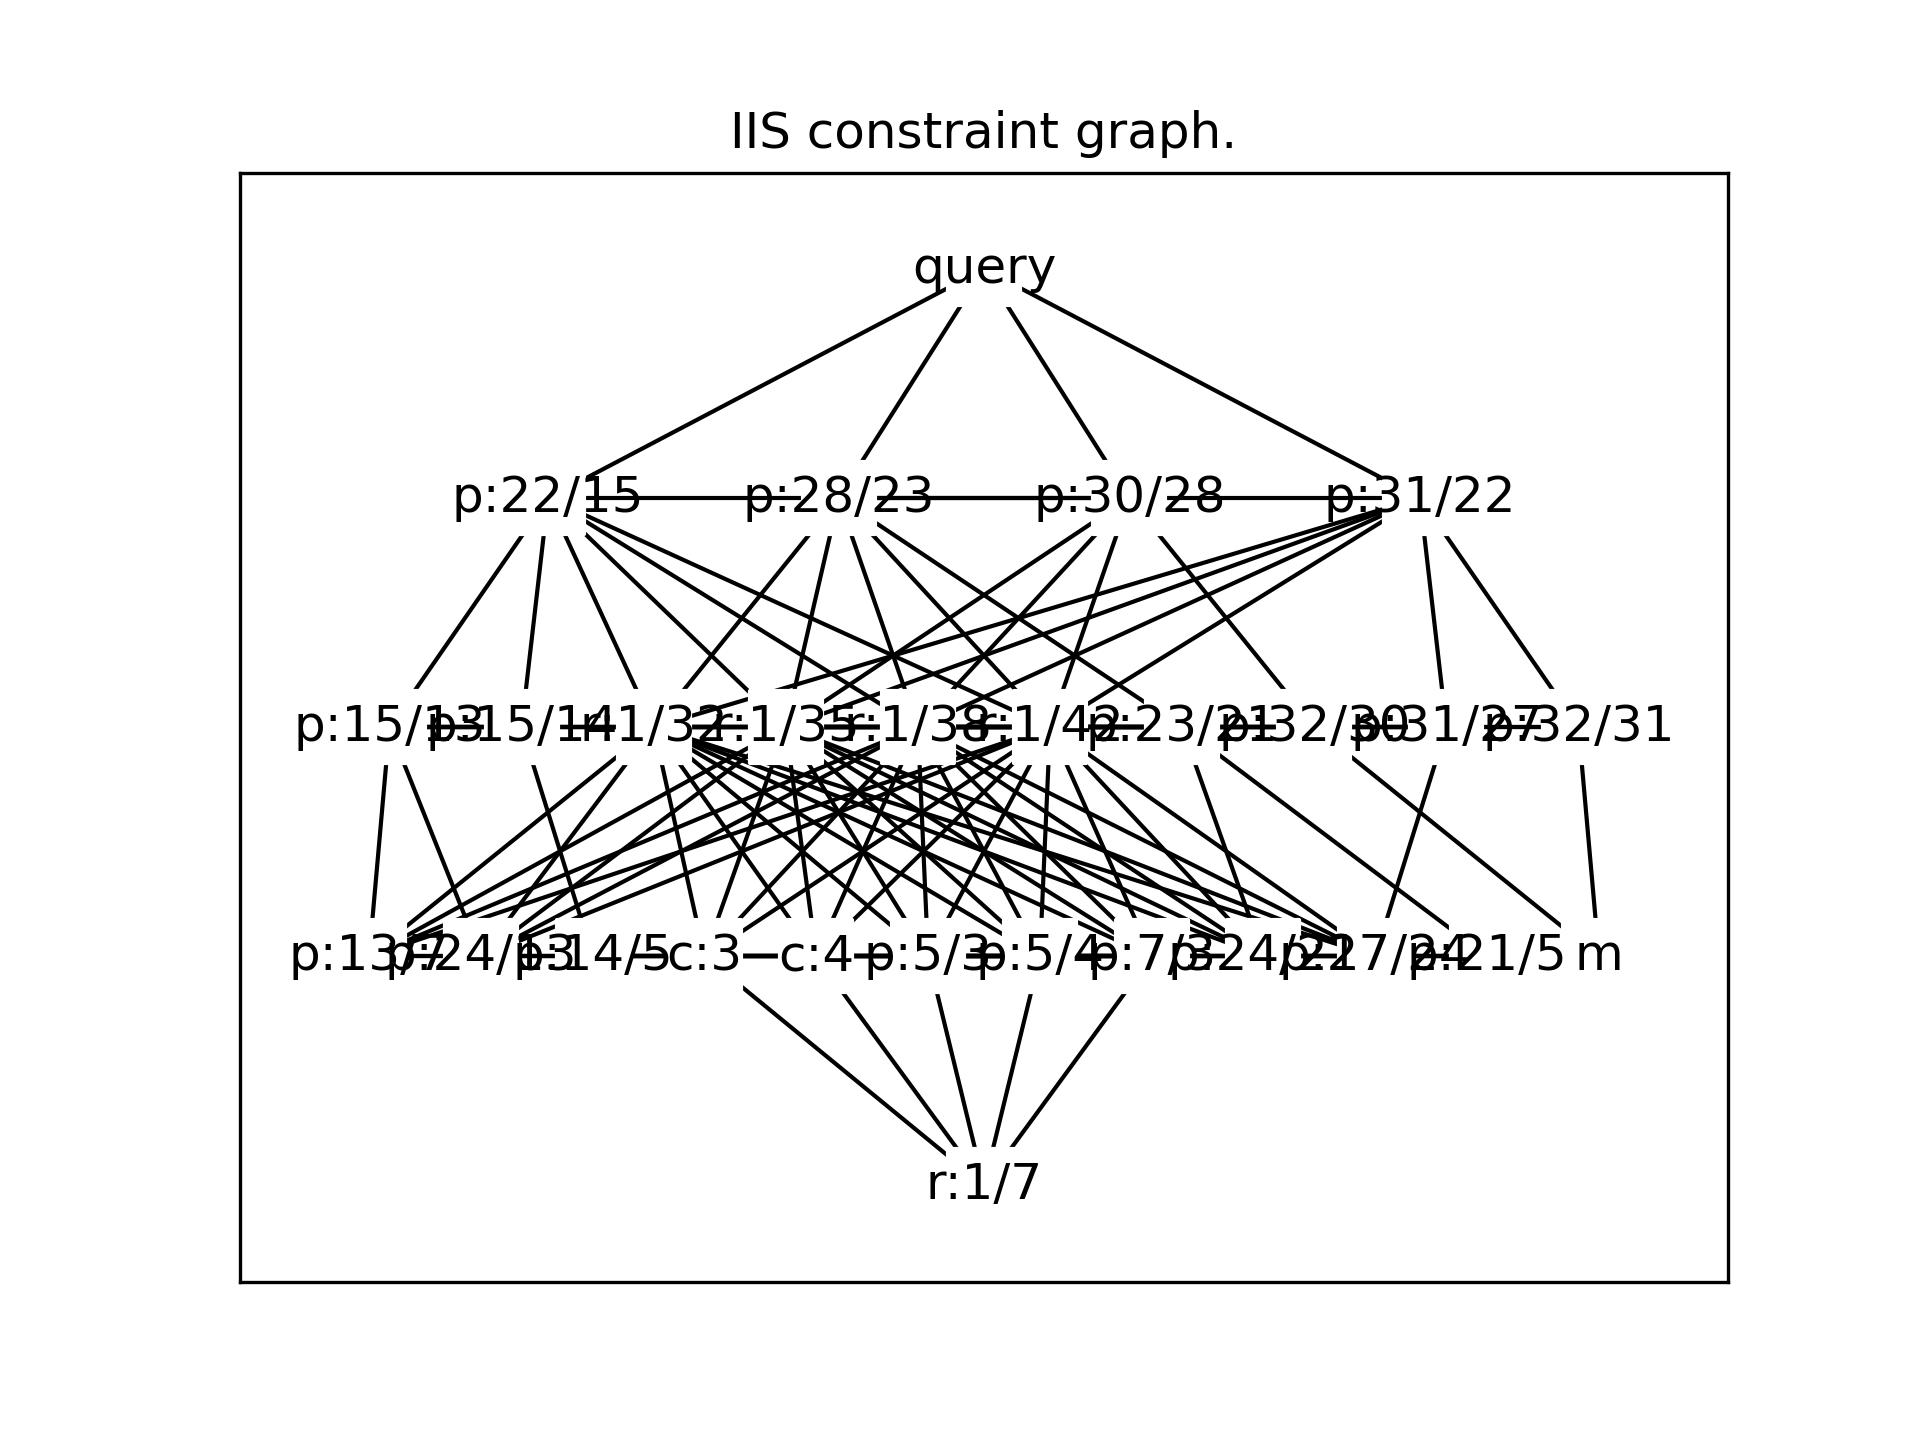 IIS constraint graph.
query
p:22/15 p:28/23 p:30/28 p:31/22
p:15/13 p:15/14 r:1/32 r:1/35 r:1/38 r:1/42 p:23/21 p:32/30 p:31/27 p:32/31
p:13/7 p:24/13 p:14/5 c:3 c:4 p:5/3 p:5/4 p:7/3 p:24/22 p:27/24 p:21/5 m
r:1/7